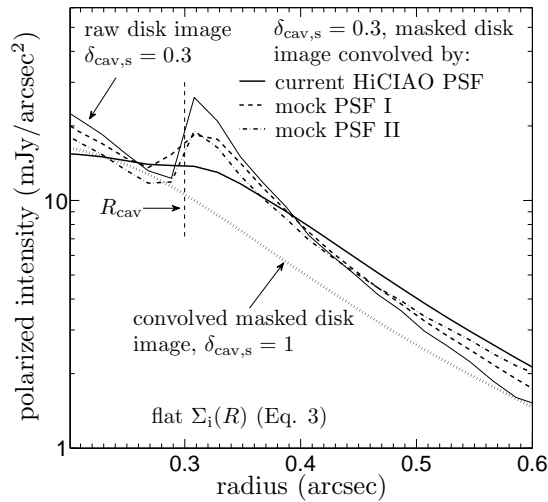 raw disk image
δcav,s = 0.3
δcav,s = 0.3, masked disk
image convolved by:
current HiCIAO PSF
mock PSF I
mock PSF II
Rcav
convolved masked disk
image, δcav,s = 1
flat Σi(R) (Eq. 3)
polarized intensity (mJy/arcsec²)
10
1
0.3
0.4
0.5
0.6
radius (arcsec)